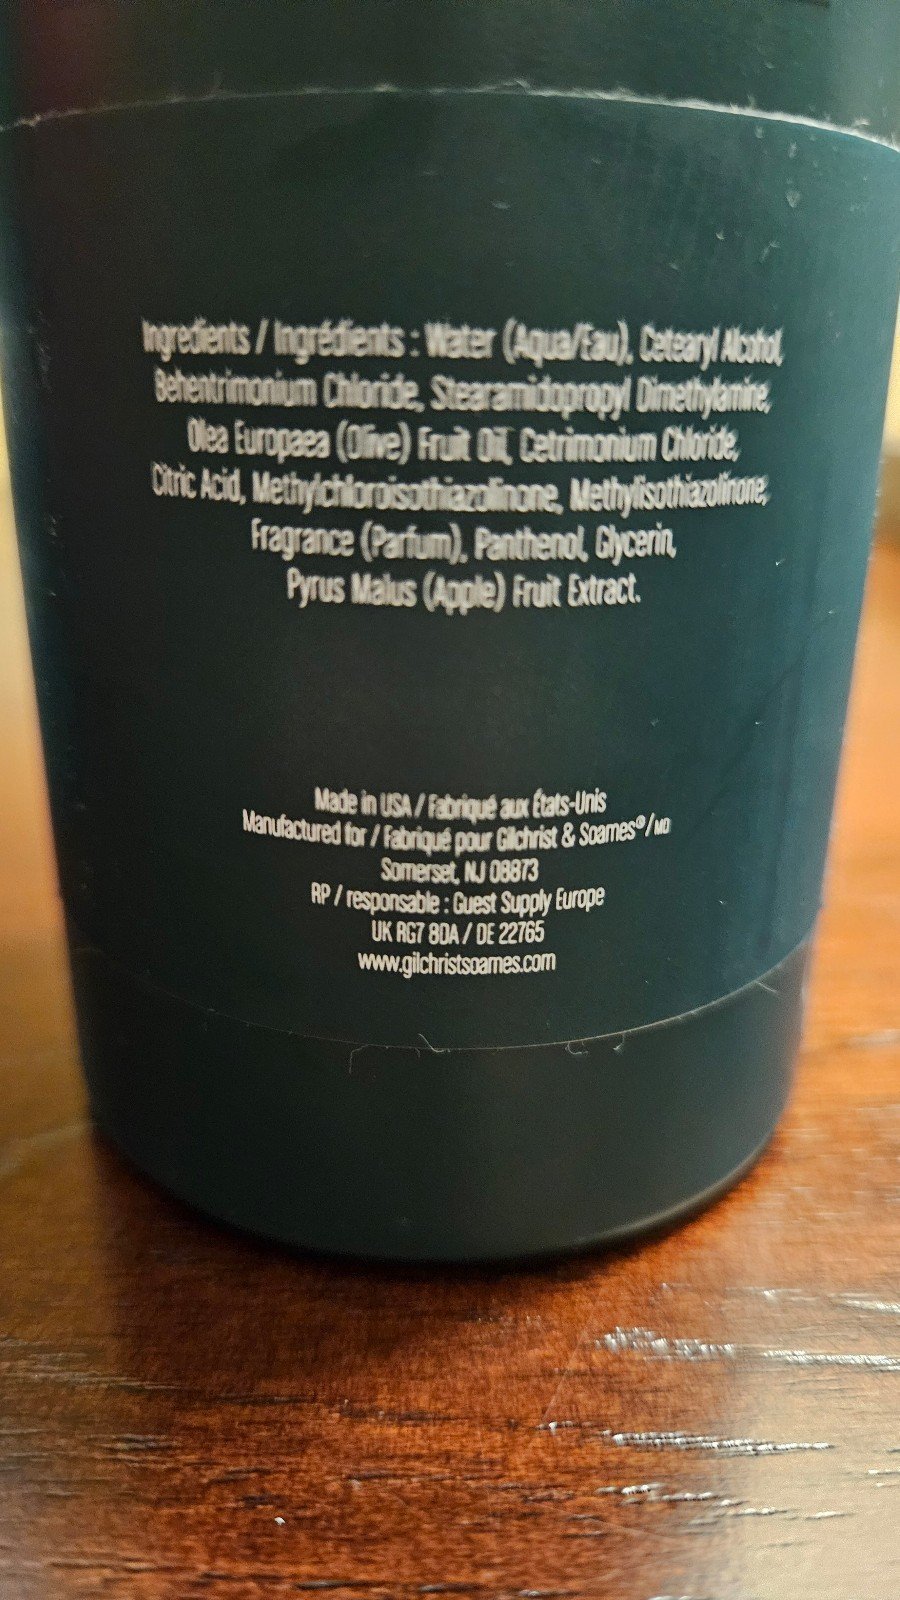 Ingredients / Ingrédients : Water (Aqua/Eau), Cetearyl Alcohol,
Behentrimonium Chloride, Stearamidopropyl Dimethylamine,
Olea Europaea (Olive) Fruit Oil, Cetrimonium Chloride,
Citric Acid, Methylchloroisothiazolinone, Methylisothiazolinone,
Fragrance (Parfum), Panthenol, Glycerin,
Pyrus Malus (Apple) Fruit Extract.
Made in USA / Fabriqué aux États-Unis
Manufactured for / Fabriqué pour Gilchrist & Soames®/MD
Somerset, NJ 08873
RP / responsable : Guest Supply Europe
UK RG7 8DA / DE 22765
www.gilchristsoames.com